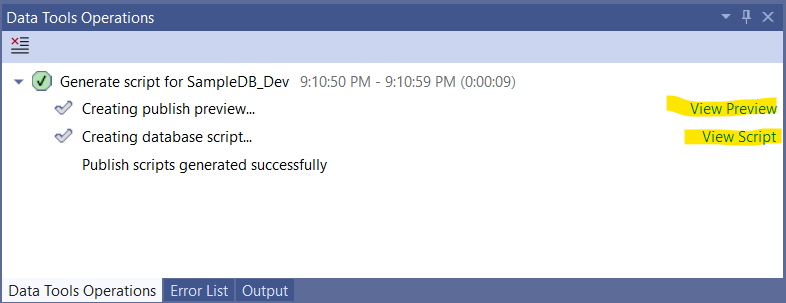 Data Tools Operations
Generate script for SampleDB_Dev 9:10:50 PM - 9:10:59 PM (0:00:09)
Creating publish preview... View Preview
Creating database script... View Script
Publish scripts generated successfully
Data Tools Operations Error List Output